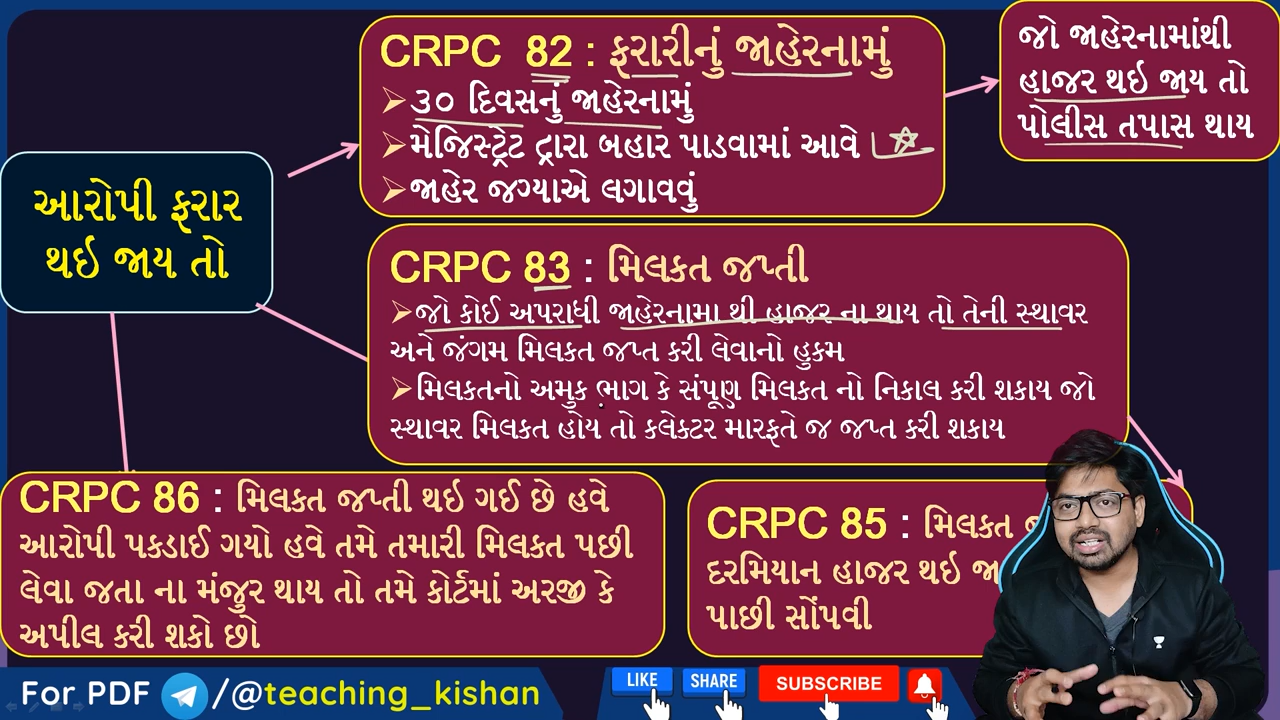 CRPC 82 : ફરારીનું જાહેરનામું
➢૩૦ દિવસનું જાહેરનામું
➢મેજિસ્ટ્રેટ દ્વારા બહાર પાડવામાં આવે
➢જાહેર જગ્યાએ લગાવવું
જો જાહેરનામાંથી
હાજર થઇ જાય તો
પોલીસ તપાસ થાય
આરોપી ફરાર
થઇ જાય તો
CRPC 83 : મિલકત જપ્તી
➢જો કોઈ અપરાધી જાહેરનામા થી હાજર ના થાય તો તેની સ્થાવર
અને જંગમ મિલકત જપ્ત કરી લેવાનો હુકમ
➢મિલકતનો અમુક ભાગ કે સંપૂણ મિલકત નો નિકાલ કરી શકાય જો
સ્થાવર મિલકત હોય તો કલેક્ટર મારફતે જ જપ્ત કરી શકાય
CRPC 86 : મિલકત જપ્તી થઇ ગઈ છે હવે
આરોપી પકડાઈ ગયો હવે તમે તમારી મિલકત પછી
લેવા જતા ના મંજુર થાય તો તમે કોર્ટમાં અરજી કે
અપીલ કરી શકો છો
CRPC 85 : મિલકત
દરમિયાન હાજર થઇ
પાછી સોંપવી
For PDF /@teaching_kishan
LIKE SHARE SUBSCRIBE